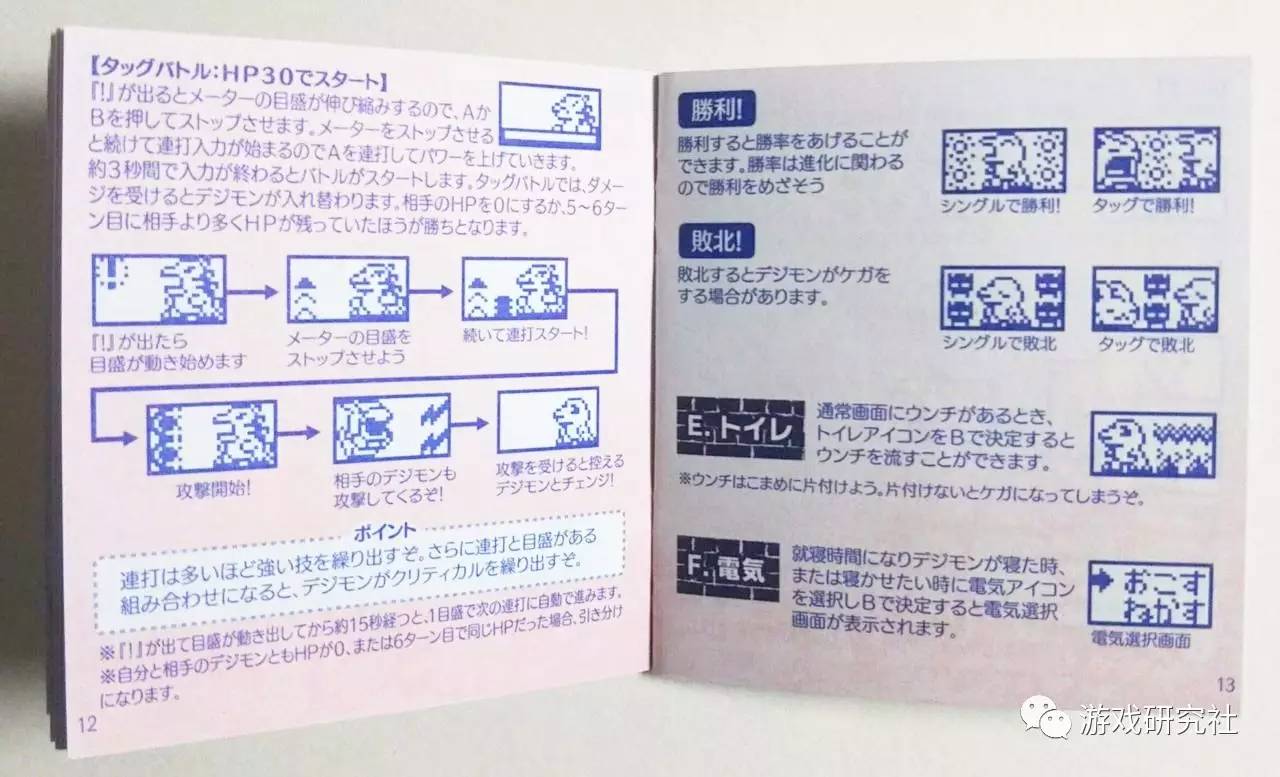 【タッグバトル:HP30でスタート】
『!』が出るとメーターの目盛が伸び縮みするので、Aか
Bを押してストップさせます。メーターをストップさせる
と続けて連打入力が始まるのでAを連打してパワーを上げていきます。
約3秒間で入力が終わるとバトルがスタートします。タッグバトルでは、ダメー
ジを受けるとデジモンが入れ替わります。相手のHPを0にするか、5~6ター
ン目に相手より多くHPが残っていたほうが勝ちとなります。
『!』が出たら
目盛が動き始めます
メーターの目盛を
ストップさせよう
続いて連打スタート!
攻撃開始!
相手のデジモンも
攻撃してくるぞ!
攻撃を受けると控える
デジモンとチェンジ!
ポイント
連打は多いほど強い技を繰り出すぞ。さらに連打と目盛がある
組み合わせになると、デジモンがクリティカルを繰り出すぞ。
※『!』が出て目盛が動き出してから約15秒経つと、1目盛で次の連打に自動で進みます。
※自分と相手のデジモンともHPが0、または6ターン目で同じHPだった場合、引き分け
になります。
12
勝利!
勝利すると勝率をあげることが
できます。勝率は進化に関わる
ので勝利をめざそう
シングルで勝利!
タッグで勝利!
敗北!
敗北するとデジモンがケガを
する場合があります。
シングルで敗北
タッグで敗北
E.トイレ
通常画面にウンチがあるとき、
トイレアイコンをBで決定すると
ウンチを流すことができます。
※ウンチはこまめに片付けよう。片付けないとケガになってしまうぞ。
F.電気
就寝時間になりデジモンが寝た時、
または寝かせたい時に電気アイコン
を選択しBで決定すると電気選択
画面が表示されます。
おこす
ねかす
電気選択画面
13
游戏研究社